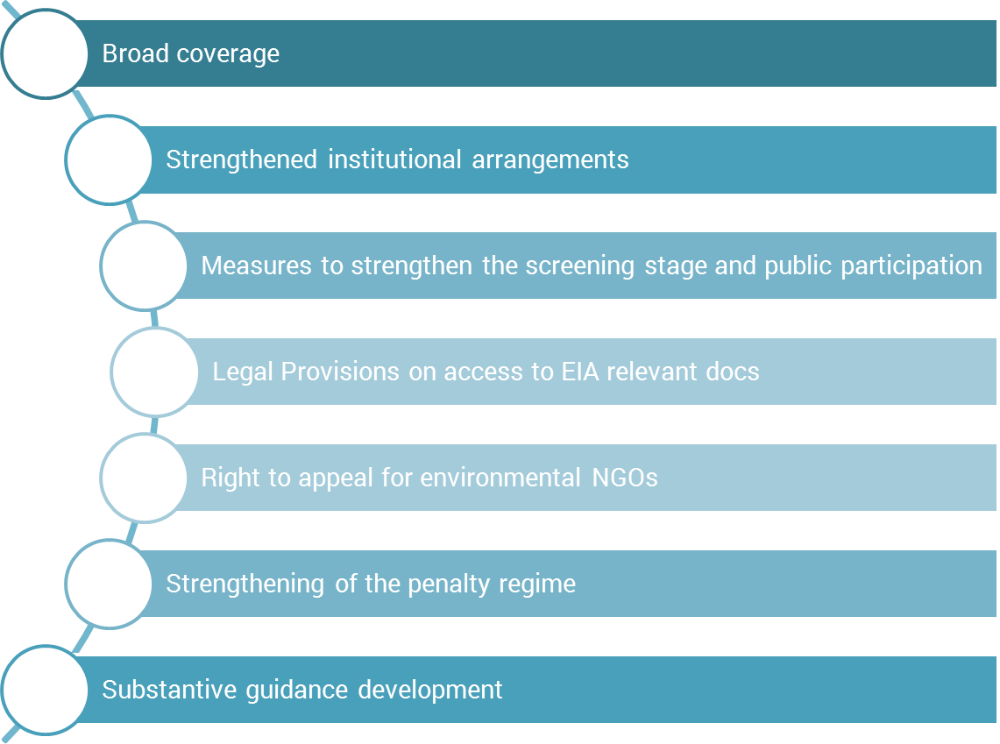 Broad coverage
Strengthened institutional arrangements
Measures to strengthen the screening stage and public participation
Legal Provisions on access to EIA relevant docs
Right to appeal for environmental NGOs
Strengthening of the penalty regime
Substantive guidance development